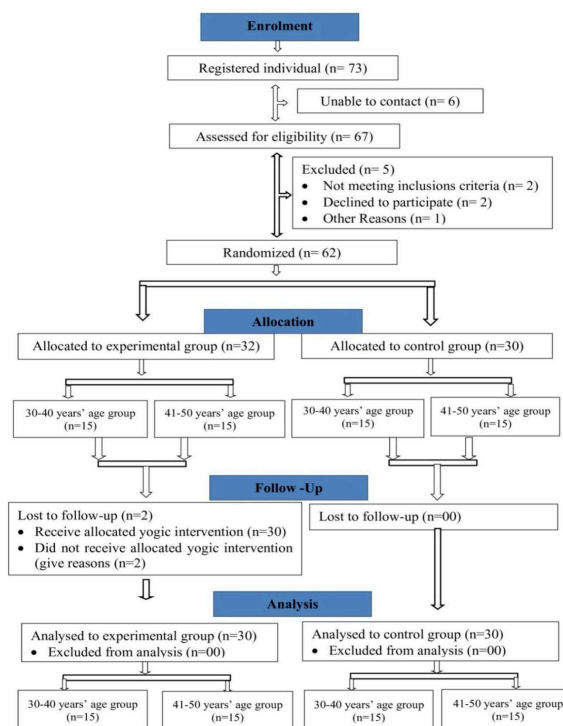 Enrolment
Registered individual (n= 73)
Unable to contact (n= 6)
Assessed for eligibility (n= 67)
Excluded (n= 5)
• Not meeting inclusions criteria (n= 2)
• Declined to participate (n= 2)
• Other Reasons (n= 1)
Randomized (n= 62)
Allocation
Allocated to experimental group (n=32)
Allocated to control group (n=30)
30-40 years’ age group
(n=15)
41-50 years’ age group
(n=15)
30-40 years’ age group
(n=15)
41-50 years’ age group
(n=15)
Follow -Up
Lost to follow-up (n=2)
• Receive allocated yogic intervention (n=30)
• Did not receive allocated yogic intervention
(give reasons (n=2)
Lost to follow-up (n=00)
Analysis
Analysed to experimental group (n=30)
• Excluded from analysis (n=00)
Analysed to control group (n=30)
• Excluded from analysis (n=00)
30-40 years’ age group
(n=15)
41-50 years’ age group
(n=15)
30-40 years’ age group
(n=15)
41-50 years’ age group
(n=15)